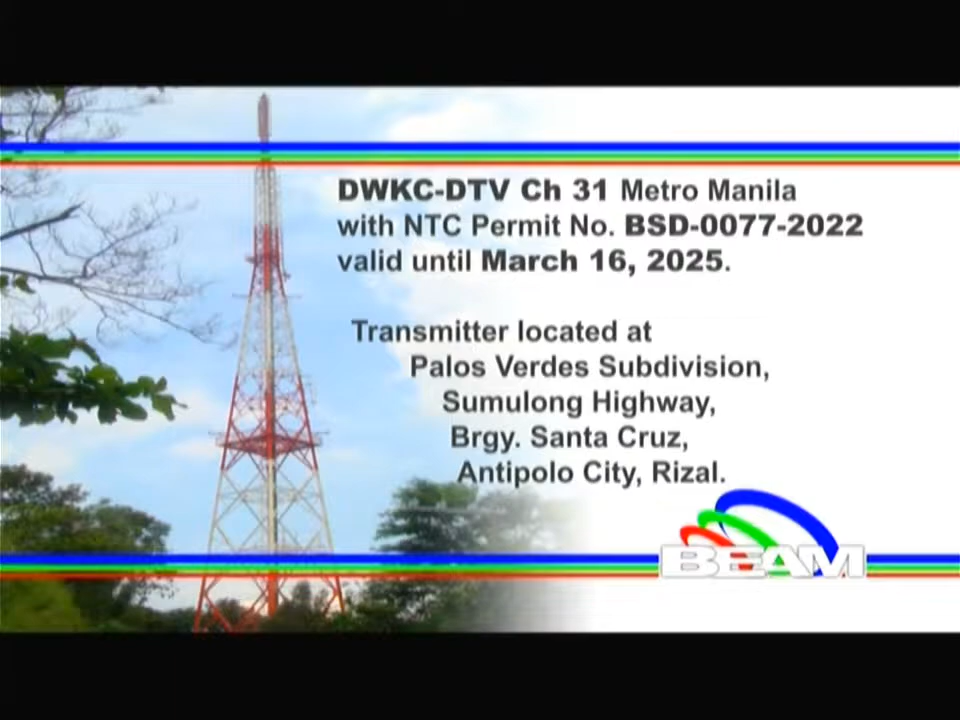 DWKC-DTV Ch 31 Metro Manila
with NTC Permit No. BSD-0077-2022
valid until March 16, 2025.
Transmitter located at
Palos Verdes Subdivision,
Sumulong Highway,
Brgy. Santa Cruz,
Antipolo City, Rizal.
BEAM